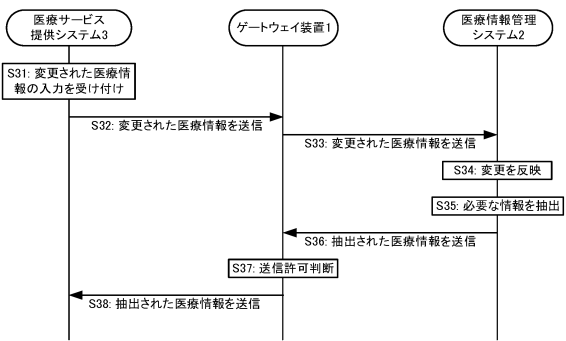 医療サービス
提供システム3
ゲートウェイ装置1
医療情報管理
システム2
S31: 変更された医療情
報の入力を受け付け
S32: 変更された医療情報を送信
S33: 変更された医療情報を送信
S34: 変更を反映
S35: 必要な情報を抽出
S36: 抽出された医療情報を送信
S37: 送信許可判断
S38: 抽出された医療情報を送信